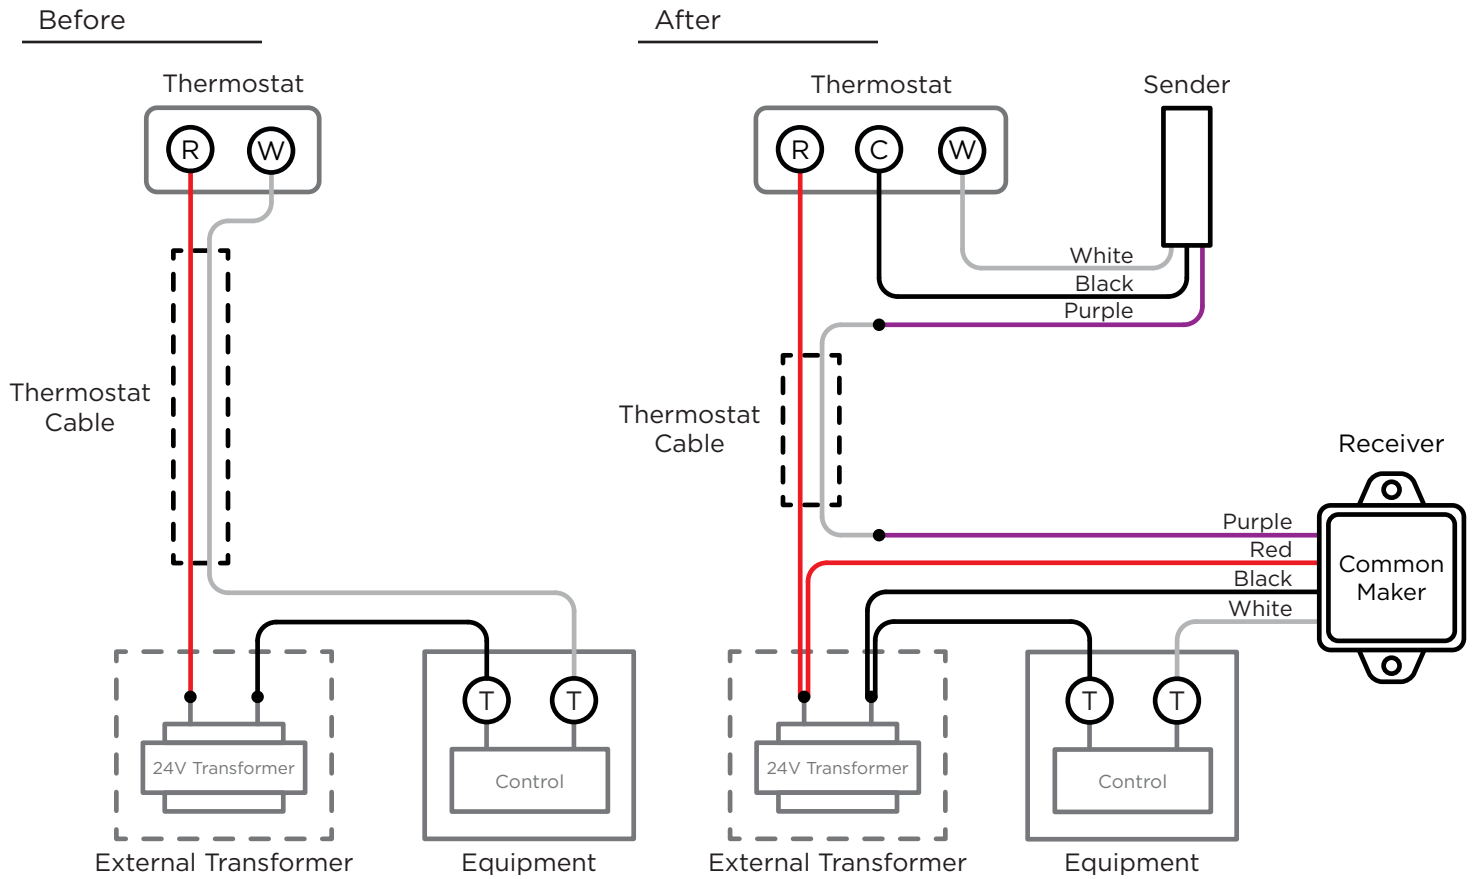 Before
Thermostat
R
W
Thermostat
Cable
24V Transformer
External Transformer
T
T
Control
Equipment
After
Thermostat
R
C
W
Sender
White
Black
Purple
Thermostat
Cable
Receiver
Common
Maker
Purple
Red
Black
White
24V Transformer
External Transformer
T
T
Control
Equipment